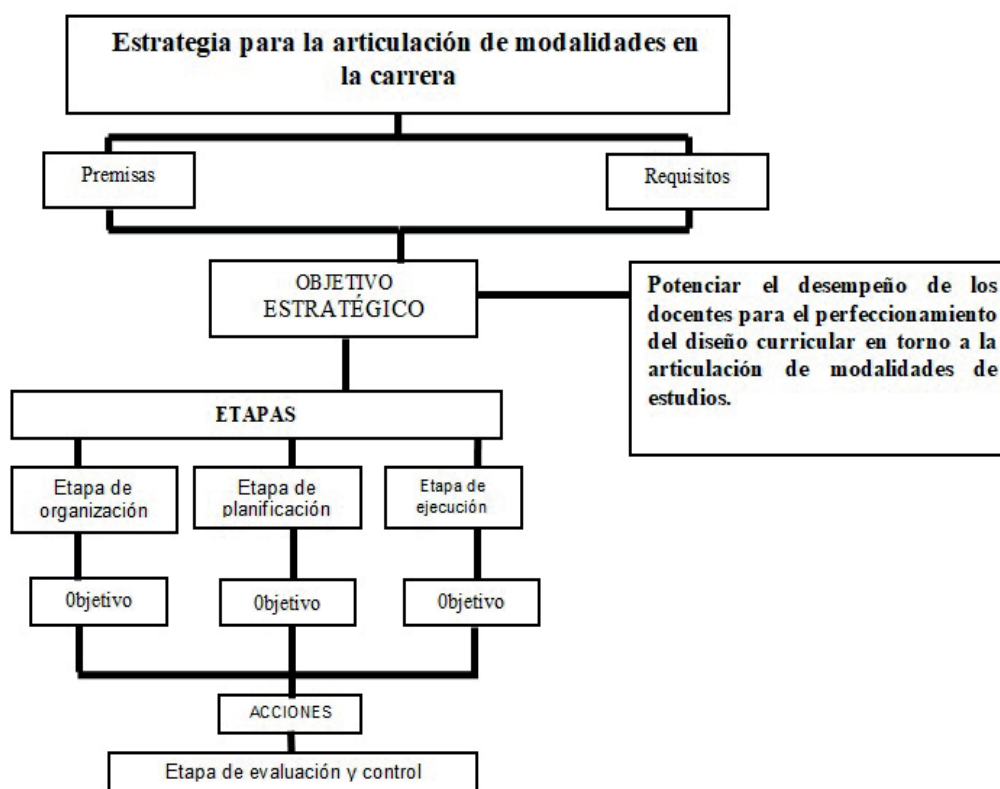 Estrategia para la articulación de modalidades en
la carrera
Premisas
Requisitos
OBJETIVO
ESTRATÉGICO
Potenciar el desempeño de los
docentes para el perfeccionamiento
del diseño curricular en torno a la
articulación de modalidades de
estudios.
ETAPAS
Etapa de
organización
Etapa de
planificación
Etapa de
ejecución
0bjetivo
0bjetivo
0bjetivo
ACCIONES
Etapa de evaluación y control